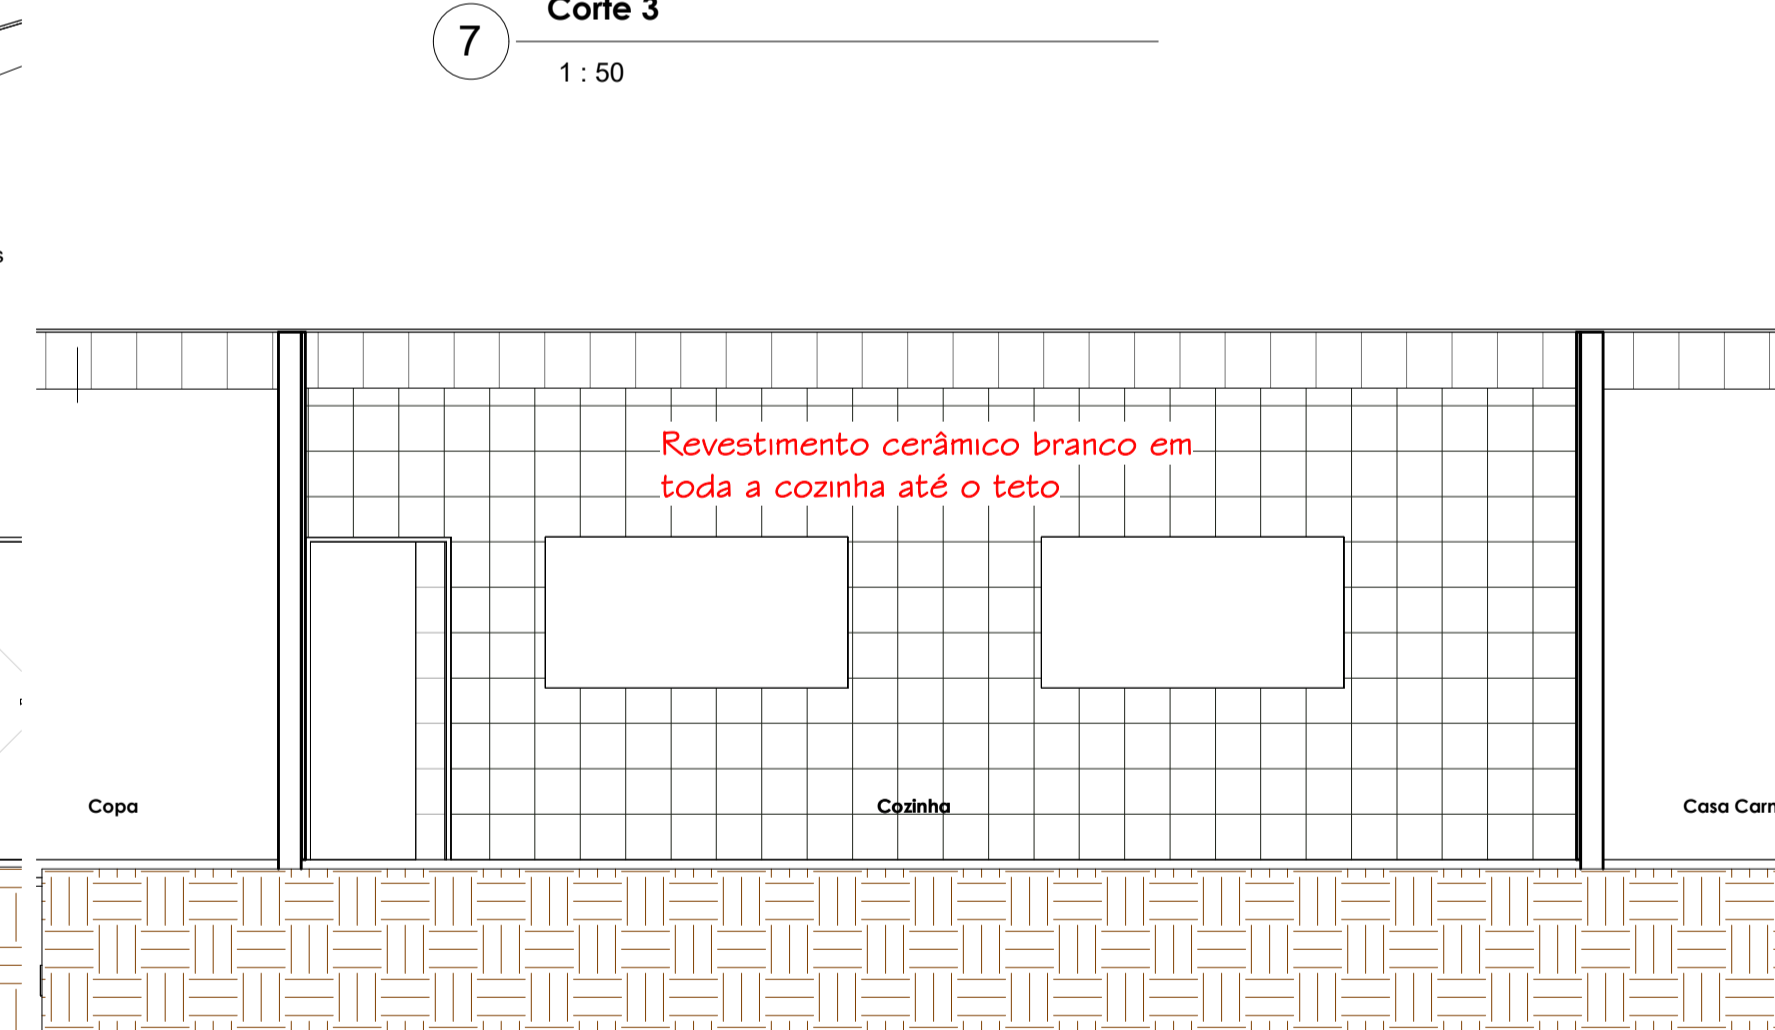 Corte 3
7
1 : 50
s
Revestimento cerâmico branco em
toda a cozinha até o teto
Copa
Cozinha
Casa Carn